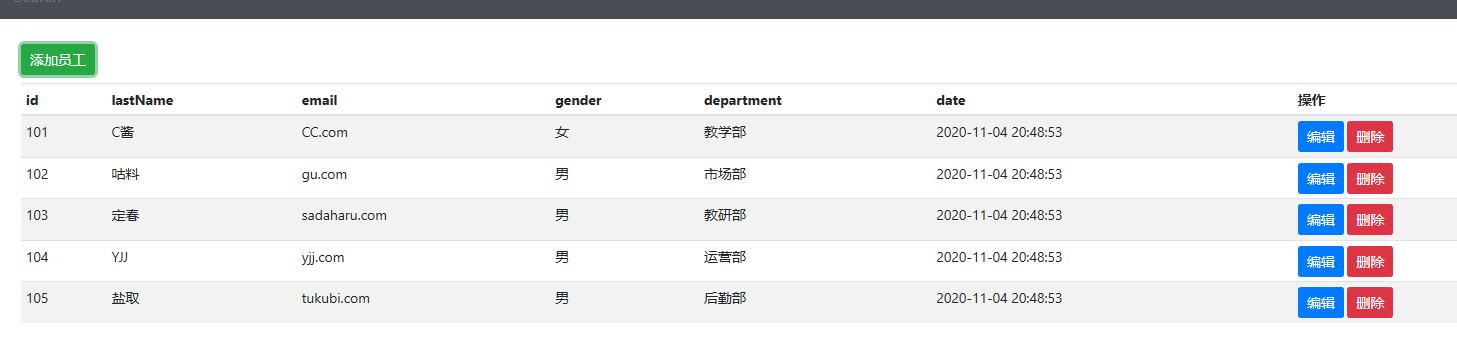 添加员工
id lastName email gender department date 操作
101 C酱 CC.com 女 教学部 2020-11-04 20:48:53 编辑 删除
102 咕料 gu.com 男 市场部 2020-11-04 20:48:53 编辑 删除
103 定春 sadaharu.com 男 教研部 2020-11-04 20:48:53 编辑 删除
104 YJJ yjj.com 男 运营部 2020-11-04 20:48:53 编辑 删除
105 盐取 tukubi.com 男 后勤部 2020-11-04 20:48:53 编辑 删除